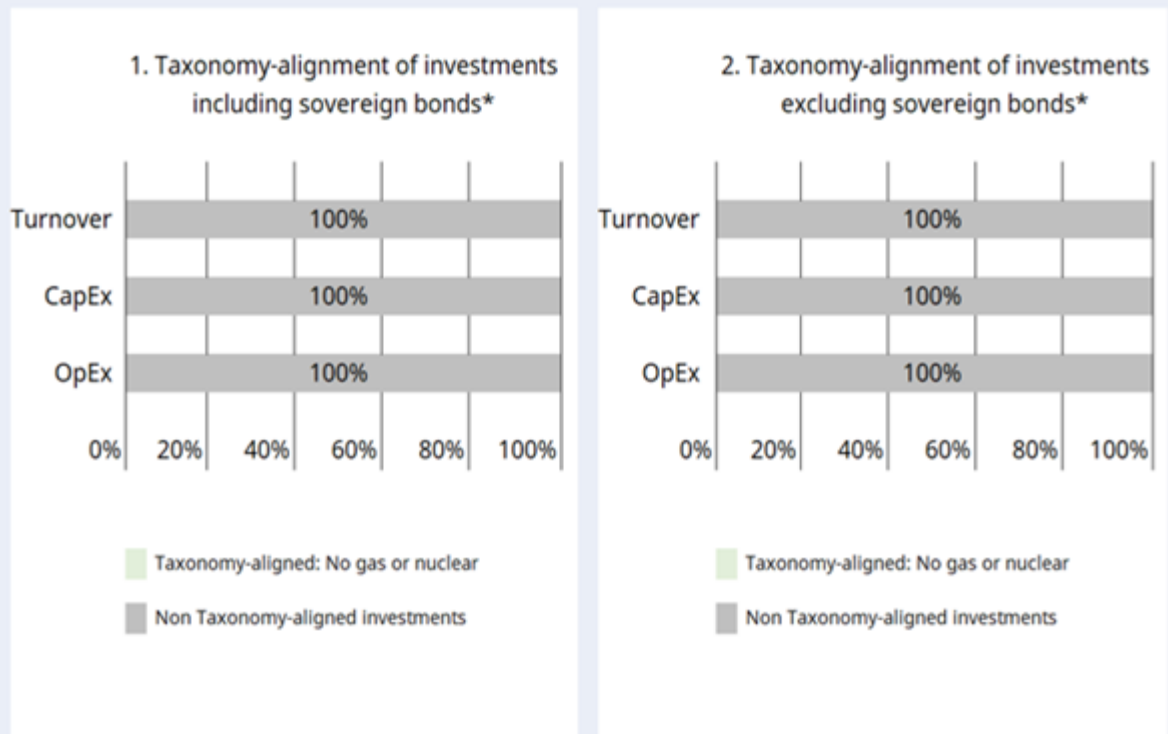 1. Taxonomy-alignment of investments
including sovereign bonds*
Turnover 100%
CapEx 100%
OpEx 100%
0% 20% 40% 60% 80% 100%
Taxonomy-aligned: No gas or nuclear
Non Taxonomy-aligned investments
2. Taxonomy-alignment of investments
excluding sovereign bonds*
Turnover 100%
CapEx 100%
OpEx 100%
0% 20% 40% 60% 80% 100%
Taxonomy-aligned: No gas or nuclear
Non Taxonomy-aligned investments